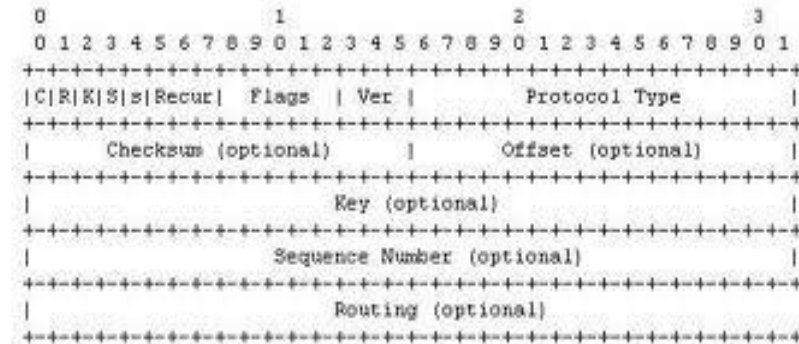 0                   1                   2                   3
0 1 2 3 4 5 6 7 8 9 0 1 2 3 4 5 6 7 8 9 0 1 2 3 4 5 6 7 8 9 0 1
+-+-+-+-+-+-+-+-+-+-+-+-+-+-+-+-+-+-+-+-+-+-+-+-+-+-+-+-+-+-+-+-+
|C|R|K|S|s|Recur|  Flags  | Ver |         Protocol Type         |
+-+-+-+-+-+-+-+-+-+-+-+-+-+-+-+-+-+-+-+-+-+-+-+-+-+-+-+-+-+-+-+-+
|      Checksum (optional)      |       Offset (optional)       |
+-+-+-+-+-+-+-+-+-+-+-+-+-+-+-+-+-+-+-+-+-+-+-+-+-+-+-+-+-+-+-+-+
|                         Key (optional)                        |
+-+-+-+-+-+-+-+-+-+-+-+-+-+-+-+-+-+-+-+-+-+-+-+-+-+-+-+-+-+-+-+-+
|                    Sequence Number (optional)                 |
+-+-+-+-+-+-+-+-+-+-+-+-+-+-+-+-+-+-+-+-+-+-+-+-+-+-+-+-+-+-+-+-+
|                         Routing (optional)
+-+-+-+-+-+-+-+-+-+-+-+-+-+-+-+-+-+-+-+-+-+-+-+-+-+-+-+-+-+-+-+-+